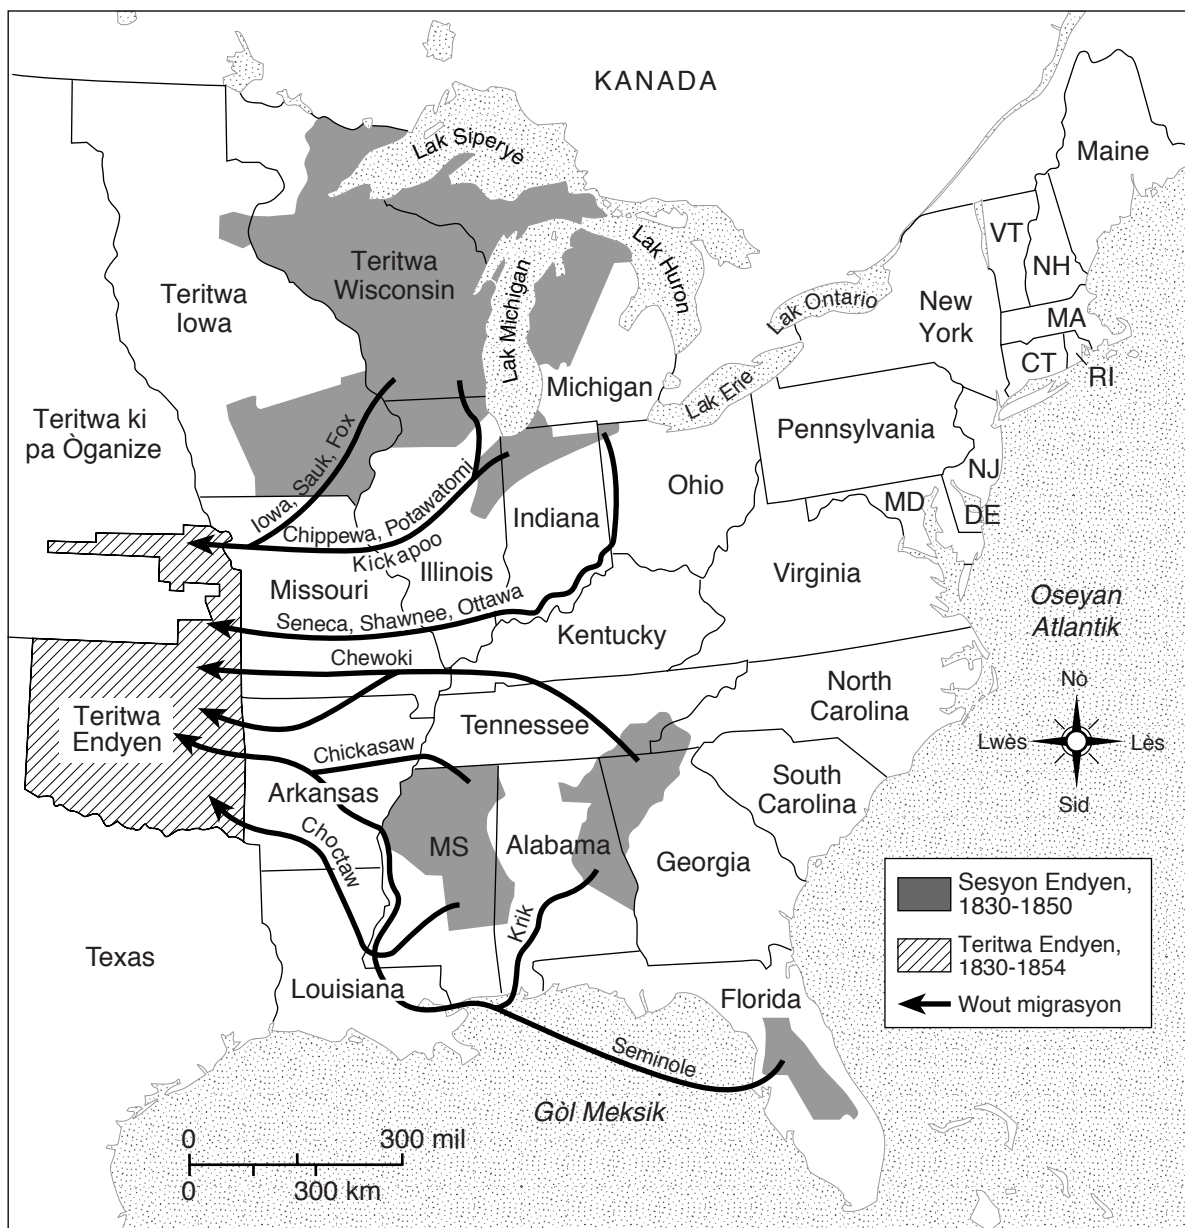 KANADA
Lak Siperyè
Maine
Lak Huron
VT
NH
Teritwa
Wisconsin
Lak Michigan
Teritwa
Iowa
Lak Ontario
New
York
MA
CT
RI
Michigan
Lak Erie
Teritwa ki
pa Òganize
Pennsylvania
NJ
Iowa, Sauk, Fox
Ohio
MD
DE
Indiana
Chippewa, Potawatomi
Kickapoo
Illinois
Missouri
Virginia
Oseyan
Atlantik
Seneca, Shawnee, Ottawa
Kentucky
Chewoki
Nò
Lwès
Lès
Sid
North
Carolina
Teritwa
Endyen
Tennessee
Chickasaw
South
Carolina
Arkansas
Choctaw
MS
Alabama
Georgia
Krik
Sesyon Endyen,
1830-1850
Teritwa Endyen,
1830-1854
Wout migrasyon
Texas
Louisiana
Florida
Seminole
Gòl Meksik
0
300 mil
0
300 km